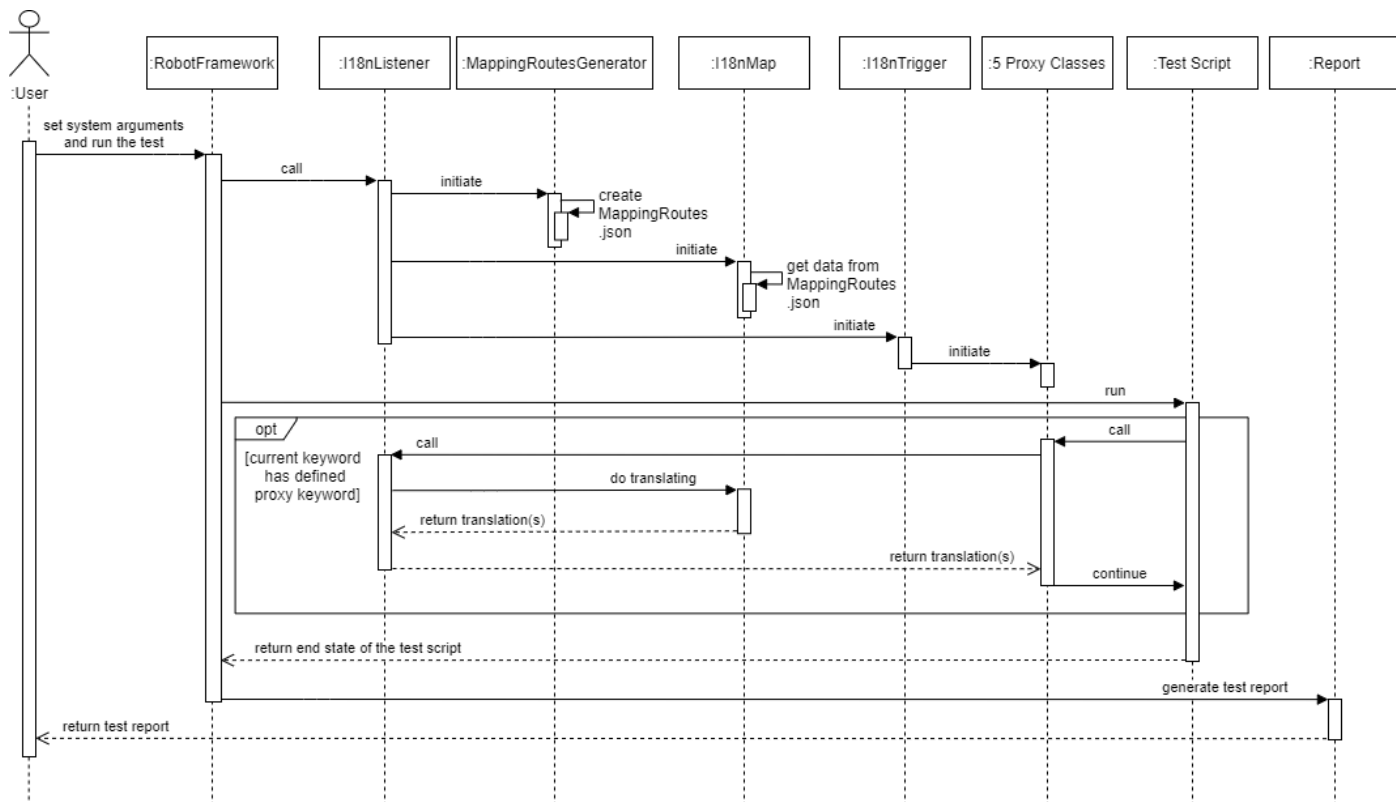 :User
:RobotFramework
:I18nListener
:MappingRoutesGenerator
:I18nMap
:I18nTrigger
:5 Proxy Classes
:Test Script
:Report
set system arguments
and run the test
call
initiate
create
MappingRoutes
.json
initiate
get data from
MappingRoutes
.json
initiate
initiate
run
opt
call
call
[current keyword
has defined
proxy keyword]
do translating
return translation(s)
return translation(s)
continue
return end state of the test script
generate test report
return test report